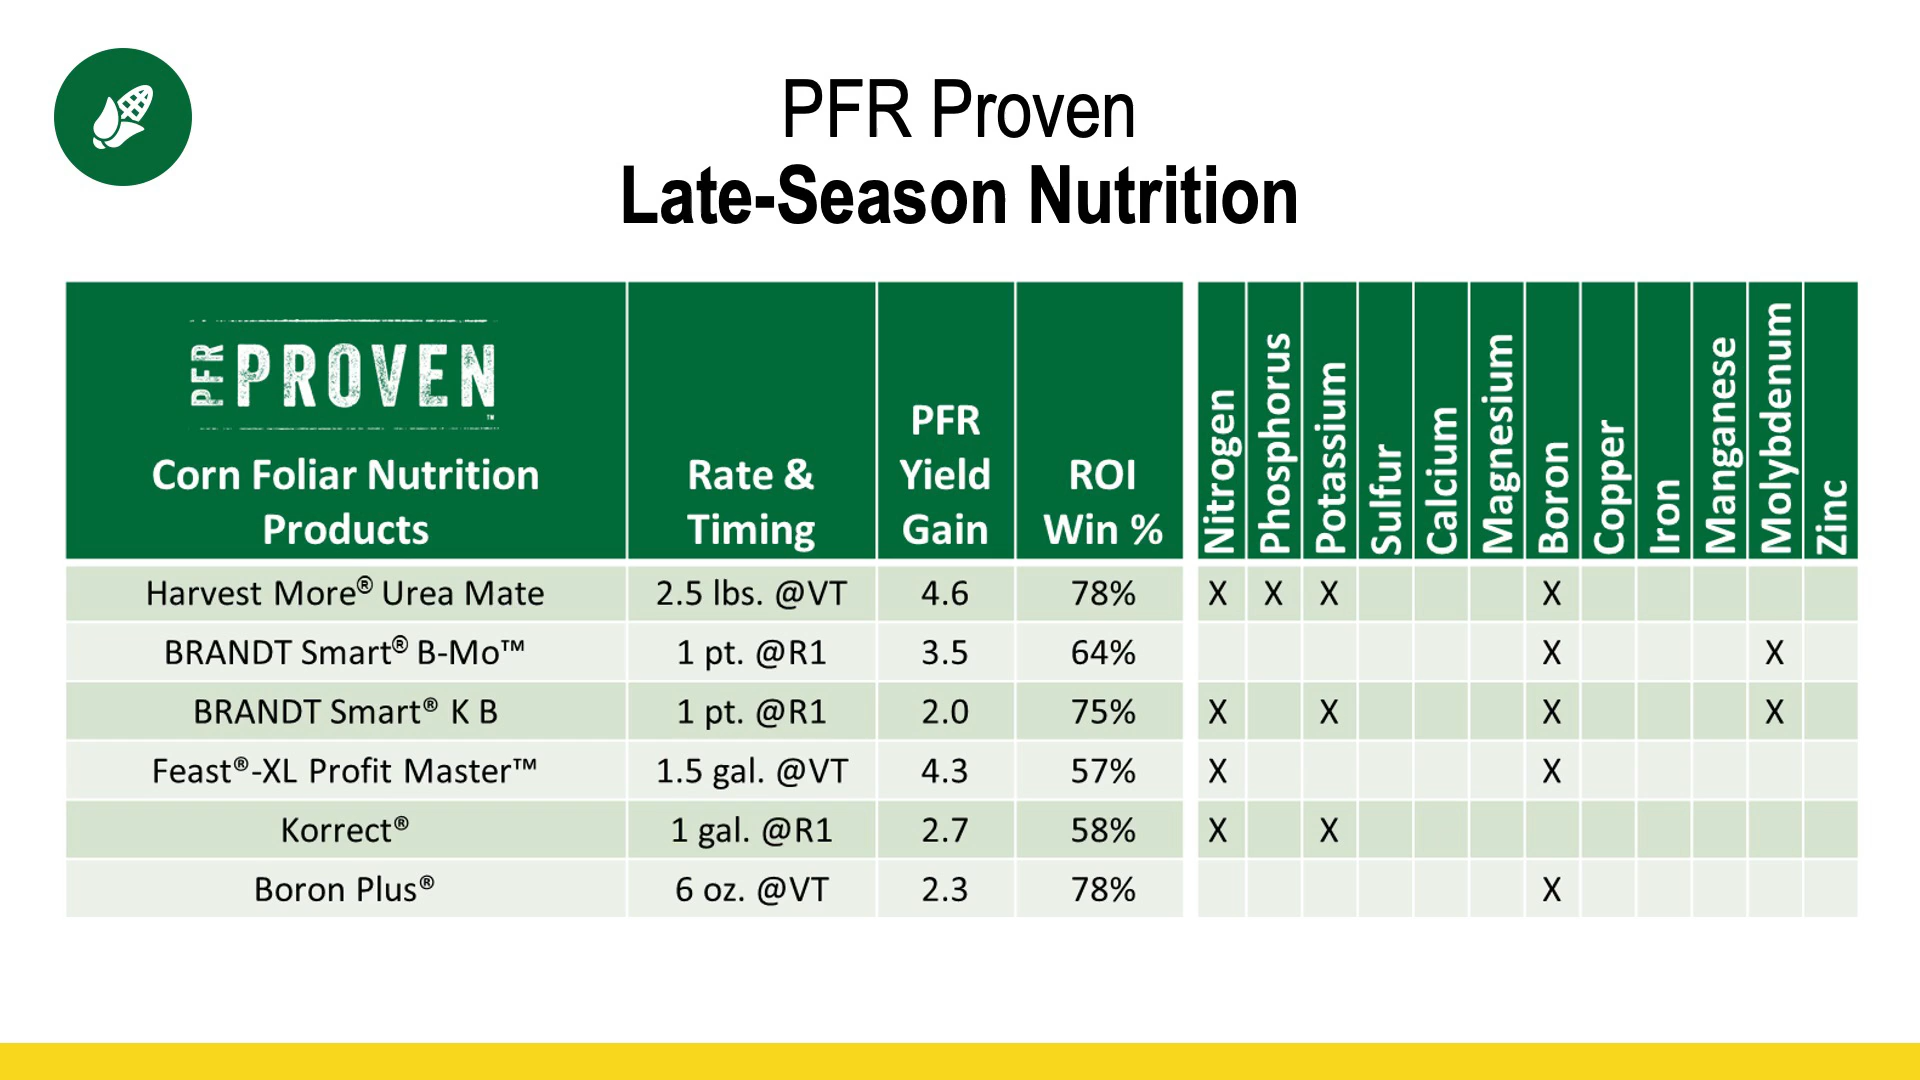 PFR Proven
Late-Season Nutrition
PFR PROVEN™
Corn Foliar Nutrition
Products
Rate &
Timing
PFR
Yield
Gain
ROI
Win %
Nitrogen
Phosphorus
Potassium
Sulfur
Calcium
Magnesium
Boron
Copper
Iron
Manganese
Molybdenum
Zinc
Harvest More® Urea Mate 2.5 lbs. @VT 4.6 78% X X X X
BRANDT Smart® B-Mo™ 1 pt. @R1 3.5 64% X X
BRANDT Smart® K B 1 pt. @R1 2.0 75% X X X X
Feast®-XL Profit Master™ 1.5 gal. @VT 4.3 57% X X
Korrect® 1 gal. @R1 2.7 58% X X
Boron Plus® 6 oz. @VT 2.3 78% X